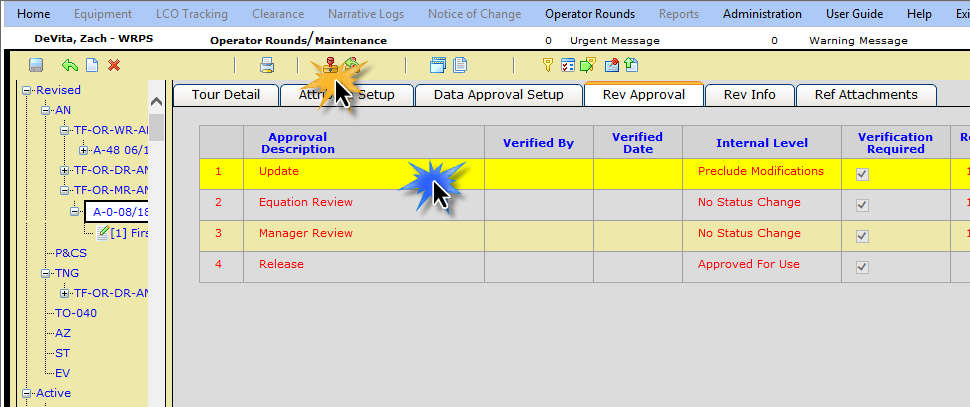 Home Equipment LCO Tracking Clearance Narrative Logs Notice of Change Operator Rounds Reports Administration User Guide Help Exi
DeVita, Zach - WRPS Operator Rounds/Maintenance 0 Urgent Message 0 Warning Message
Tour Detail Setup Data Approval Setup Rev Approval Rev Info Ref Attachments
Revised
AN
TF-OR-WR-AN
A-48 06/1
TF-OR-DR-AN
TF-OR-MR-AN
A-0-08/18
[1] Firs
P&CS
TNG
TF-OR-DR-AN
TO-040
AZ
ST
EV
Active
Approval Description Verified By Verified Date Internal Level Verification Required
1 Update Preclude Modifications 1
2 Equation Review No Status Change 1
3 Manager Review No Status Change 1
4 Release Approved For Use